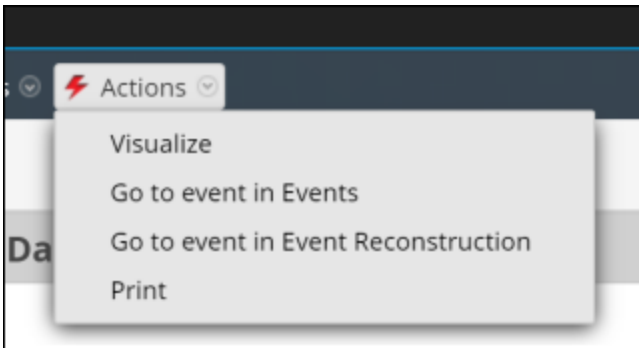 Actions
Visualize
Go to event in Events
Go to event in Event Reconstruction
Print
Da